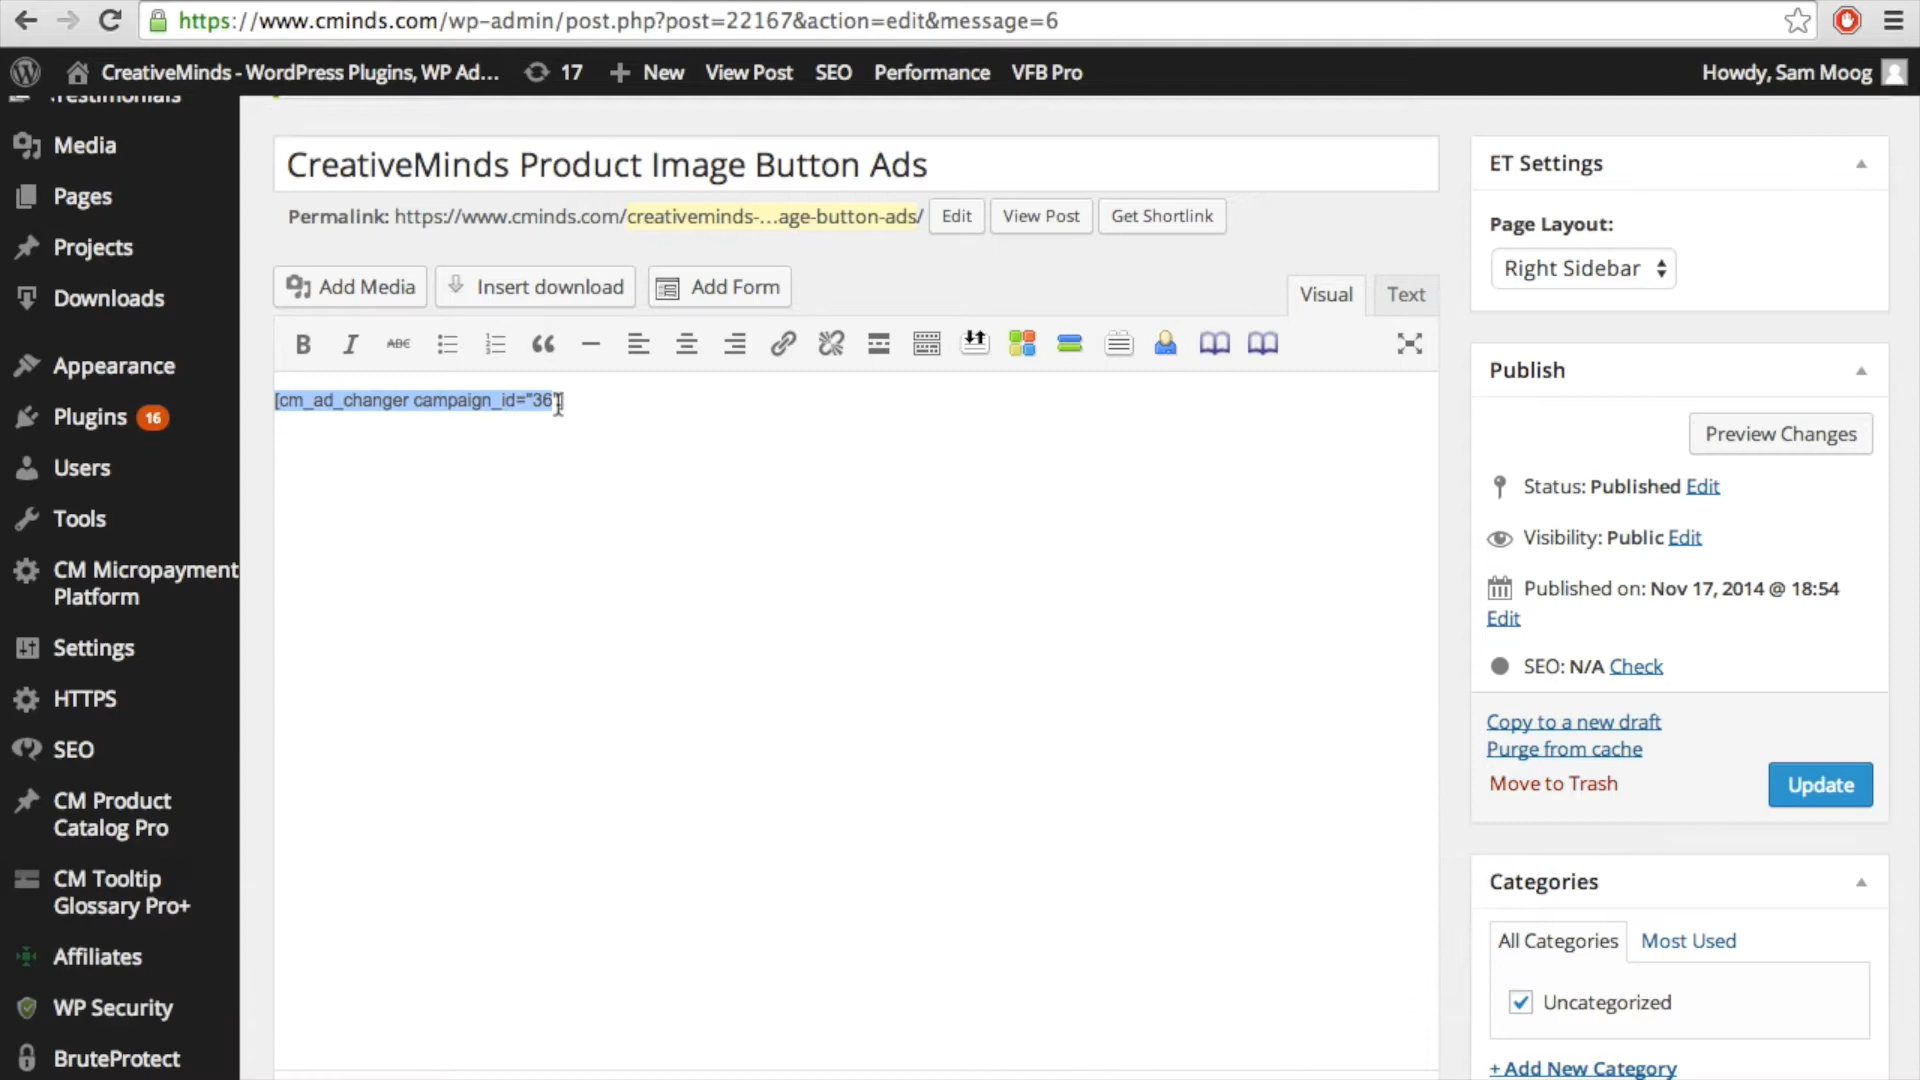 https://www.cminds.com/wp-admin/post.php?post=22167&action=edit&message=6
CreativeMinds - WordPress Plugins, WP Ad... 17 New View Post SEO Performance VFB Pro Howdy, Sam Moog
Testimonials
Media
Pages
Projects
Downloads
Appearance
Plugins 16
Users
Tools
CM Micropayment
Platform
Settings
HTTPS
SEO
CM Product
Catalog Pro
CM Tooltip
Glossary Pro+
Affiliates
WP Security
BruteProtect
CreativeMinds Product Image Button Ads
Permalink: https://www.cminds.com/creativeminds-...age-button-ads/ Edit View Post Get Shortlink
Add Media Insert download Add Form Visual Text
B I ABC
[cm_ad_changer campaign_id="36"]
ET Settings
Page Layout:
Right Sidebar
Publish
Preview Changes
Status: Published Edit
Visibility: Public Edit
Published on: Nov 17, 2014 @ 18:54
Edit
SEO: N/A Check
Copy to a new draft
Purge from cache
Move to Trash Update
Categories
All Categories Most Used
Uncategorized
+ Add New Category